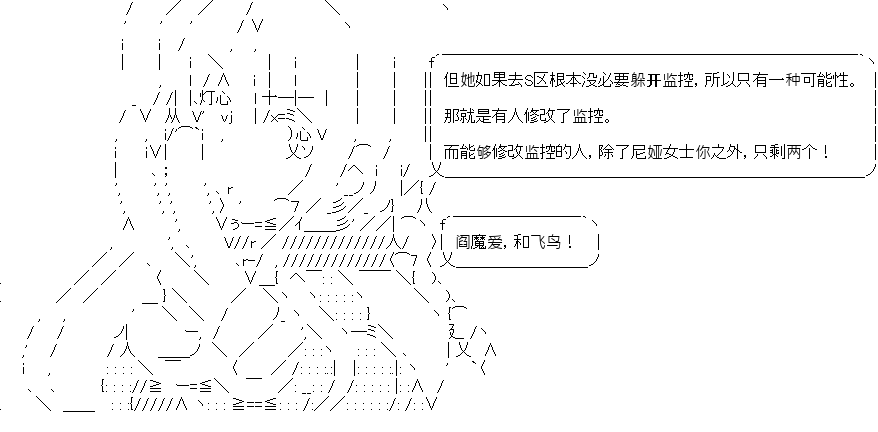 但她如果去S区根本没必要躲开监控，所以只有一种可能性。
那就是有人修改了监控。
而能够修改监控的人，除了尼娅女士你之外，只剩两个！
阎魔爱，和飞鸟！